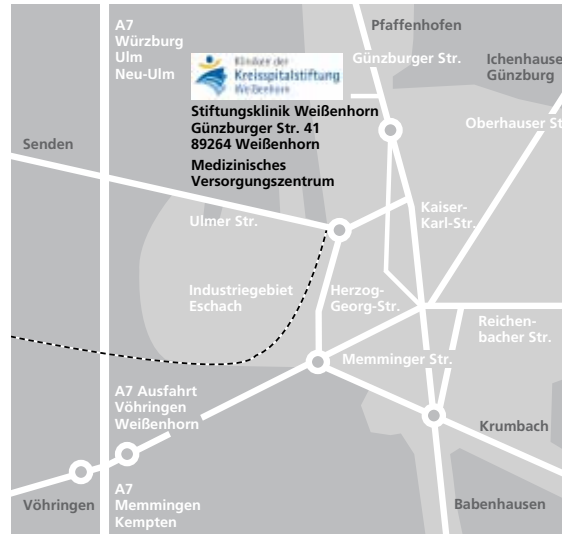 A7
Würzburg
Ulm
Neu-Ulm
Pfaffenhofen
Günzburger Str.
Ichenhause
Günzburg
Kliniken der
Kreisspitalstiftung
Weißenhorn
Stiftungsklinik Weißenhorn
Günzburger Str. 41
89264 Weißenhorn
Medizinisches
Versorgungszentrum
Oberhauser St
Senden
Ulmer Str.
Kaiser-
Karl-Str.
Industriegebiet
Eschach
Herzog-
Georg-Str.
Reichen-
bacher Str.
Memminger Str.
A7 Ausfahrt
Vöhringen
Weißenhorn
Krumbach
Vöhringen
A7
Memmingen
Kempten
Babenhausen